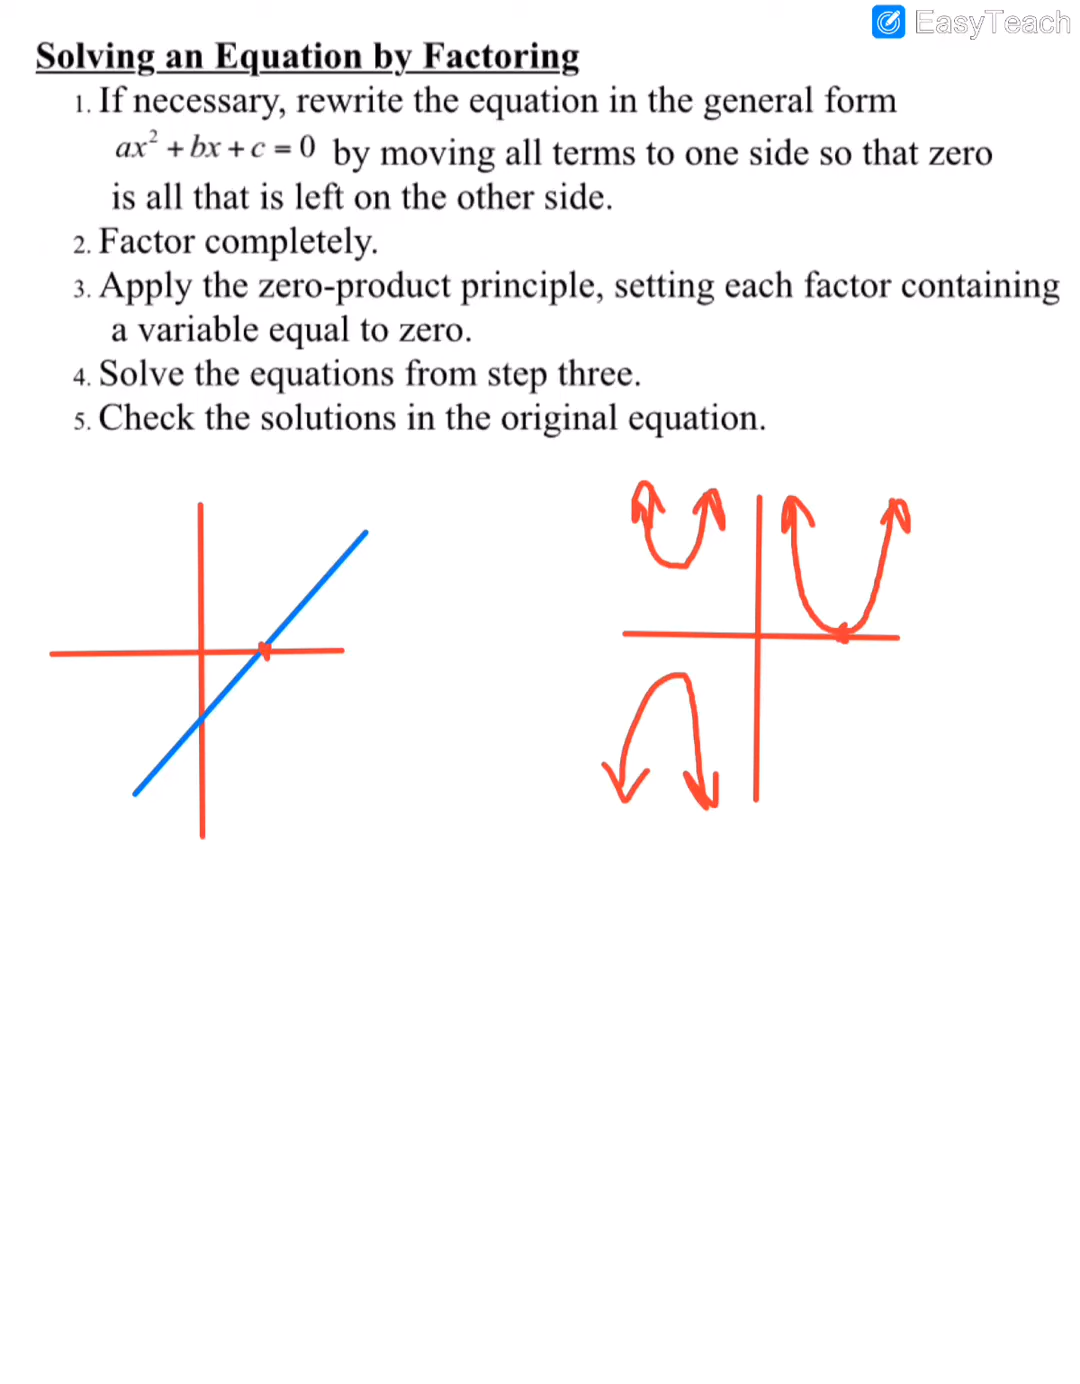 EasyTeach
Solving an Equation by Factoring
1. If necessary, rewrite the equation in the general form
ax² + bx + c = 0 by moving all terms to one side so that zero
is all that is left on the other side.
2. Factor completely.
3. Apply the zero-product principle, setting each factor containing
a variable equal to zero.
4. Solve the equations from step three.
5. Check the solutions in the original equation.